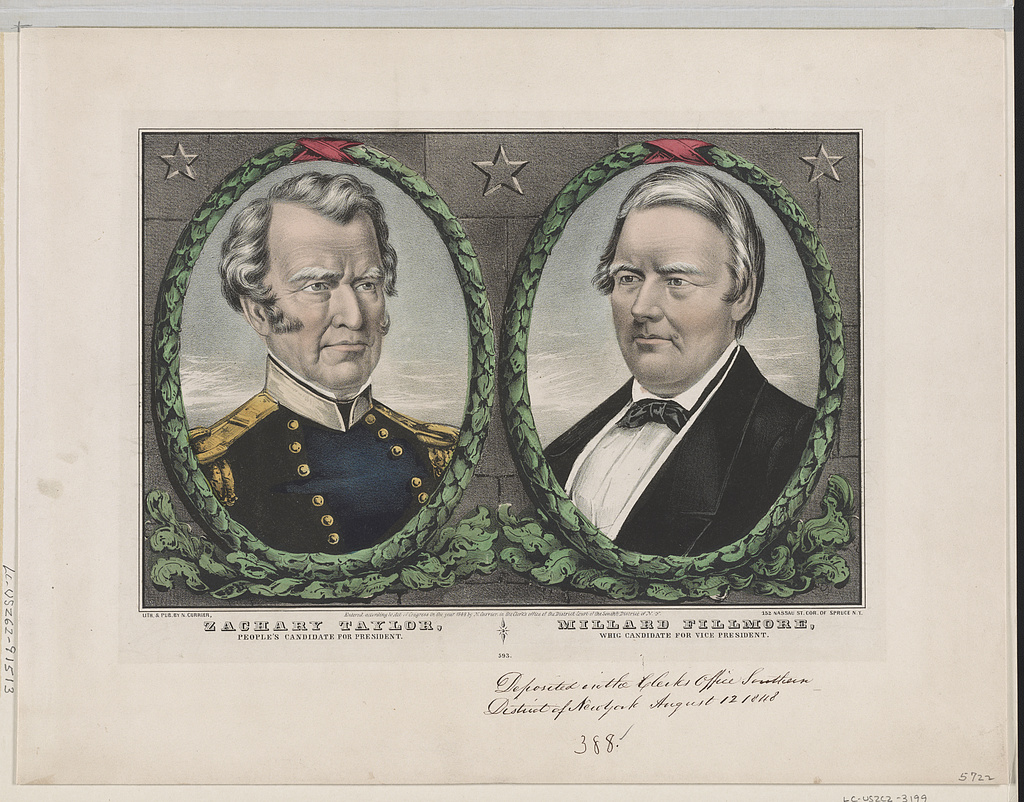 LITH. & PUB. BY N. CURRIER,
Entered according to Act of Congress in the year 1848 by N. Currier in the Clerk's office of the District Court of the Southn. District of N.Y.
152 NASSAU ST. COR. OF SPRUCE N.Y.
ZACHARY TAYLOR,
PEOPLE'S CANDIDATE FOR PRESIDENT.
MILLARD FILLMORE,
WHIG CANDIDATE FOR VICE PRESIDENT.
593.
Deposited in the Clerks Office Southern
District of New York August 12 1848
388.
5722
LC-USZC2-3199
LC-USZ62-91513